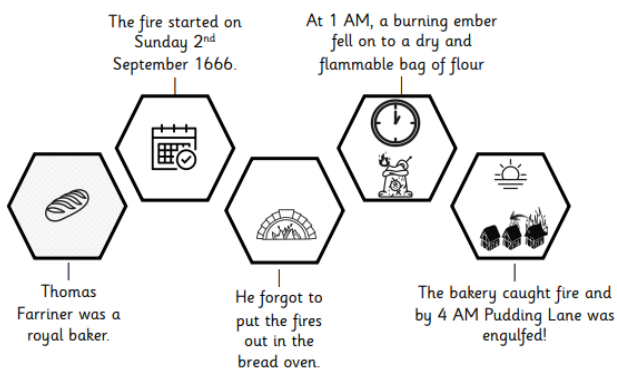 The fire started on
Sunday 2nd
September 1666.
At 1 AM, a burning ember
fell on to a dry and
flammable bag of flour
Thomas
Farriner was a
royal baker.
He forgot to
put the fires
out in the
bread oven.
The bakery caught fire and
by 4 AM Pudding Lane was
engulfed!